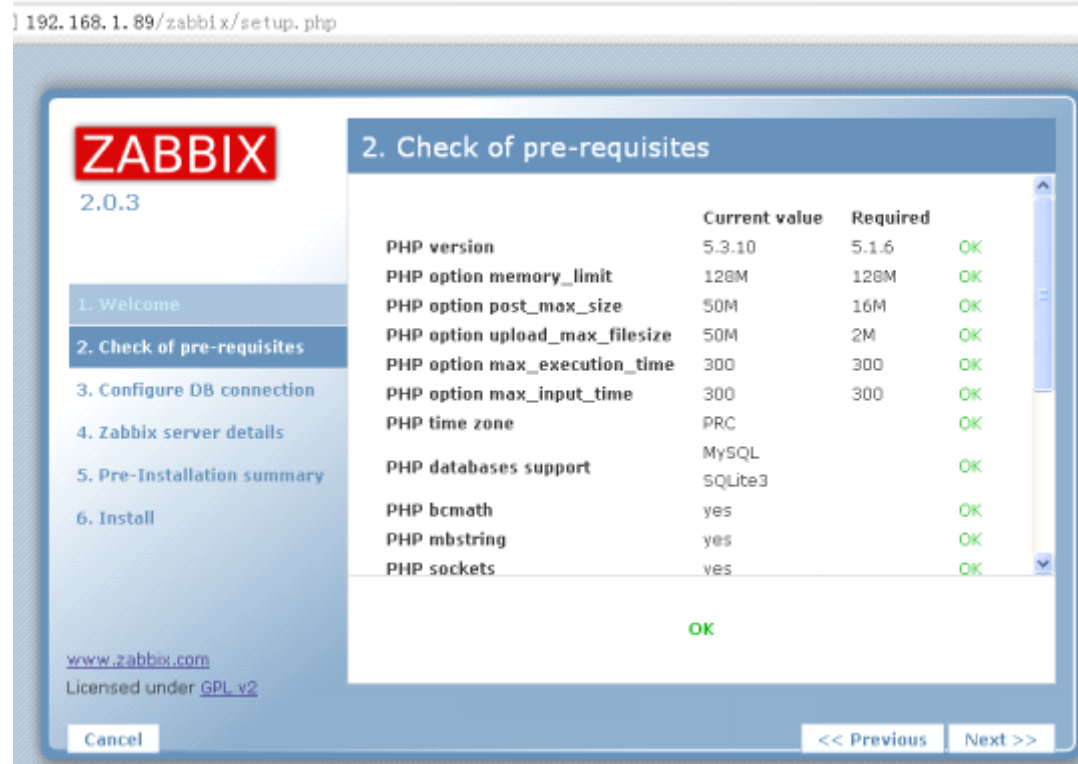 192.168.1.89/zabbix/setup.php
ZABBIX
2.0.3
1. Welcome
2. Check of pre-requisites
3. Configure DB connection
4. Zabbix server details
5. Pre-Installation summary
6. Install
www.zabbix.com
Licensed under GPL v2
2. Check of pre-requisites
Current value Required
PHP version 5.3.10 5.1.6 OK
PHP option memory_limit 128M 128M OK
PHP option post_max_size 50M 16M OK
PHP option upload_max_filesize 50M 2M OK
PHP option max_execution_time 300 300 OK
PHP option max_input_time 300 300 OK
PHP time zone PRC OK
PHP databases support MySQL SQLite3 OK
PHP bcmath yes OK
PHP mbstring yes OK
PHP sockets yes OK
OK
Cancel
<< Previous Next >>